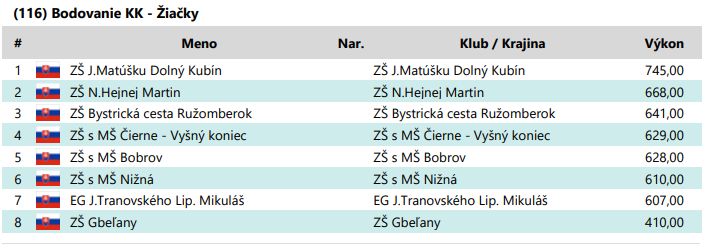 (116) Bodovanie KK - Žiačky
# Meno Nar. Klub / Krajina Výkon
1 ZŠ J.Matúšku Dolný Kubín ZŠ J.Matúšku Dolný Kubín 745,00
2 ZŠ N.Hejnej Martin ZŠ N.Hejnej Martin 668,00
3 ZŠ Bystrická cesta Ružomberok ZŠ Bystrická cesta Ružomberok 641,00
4 ZŠ s MŠ Čierne - Vyšný koniec ZŠ s MŠ Čierne - Vyšný koniec 629,00
5 ZŠ s MŠ Bobrov ZŠ s MŠ Bobrov 628,00
6 ZŠ s MŠ Nižná ZŠ s MŠ Nižná 610,00
7 EG J.Tranovského Lip. Mikuláš EG J.Tranovského Lip. Mikuláš 607,00
8 ZŠ Gbeľany ZŠ Gbeľany 410,00